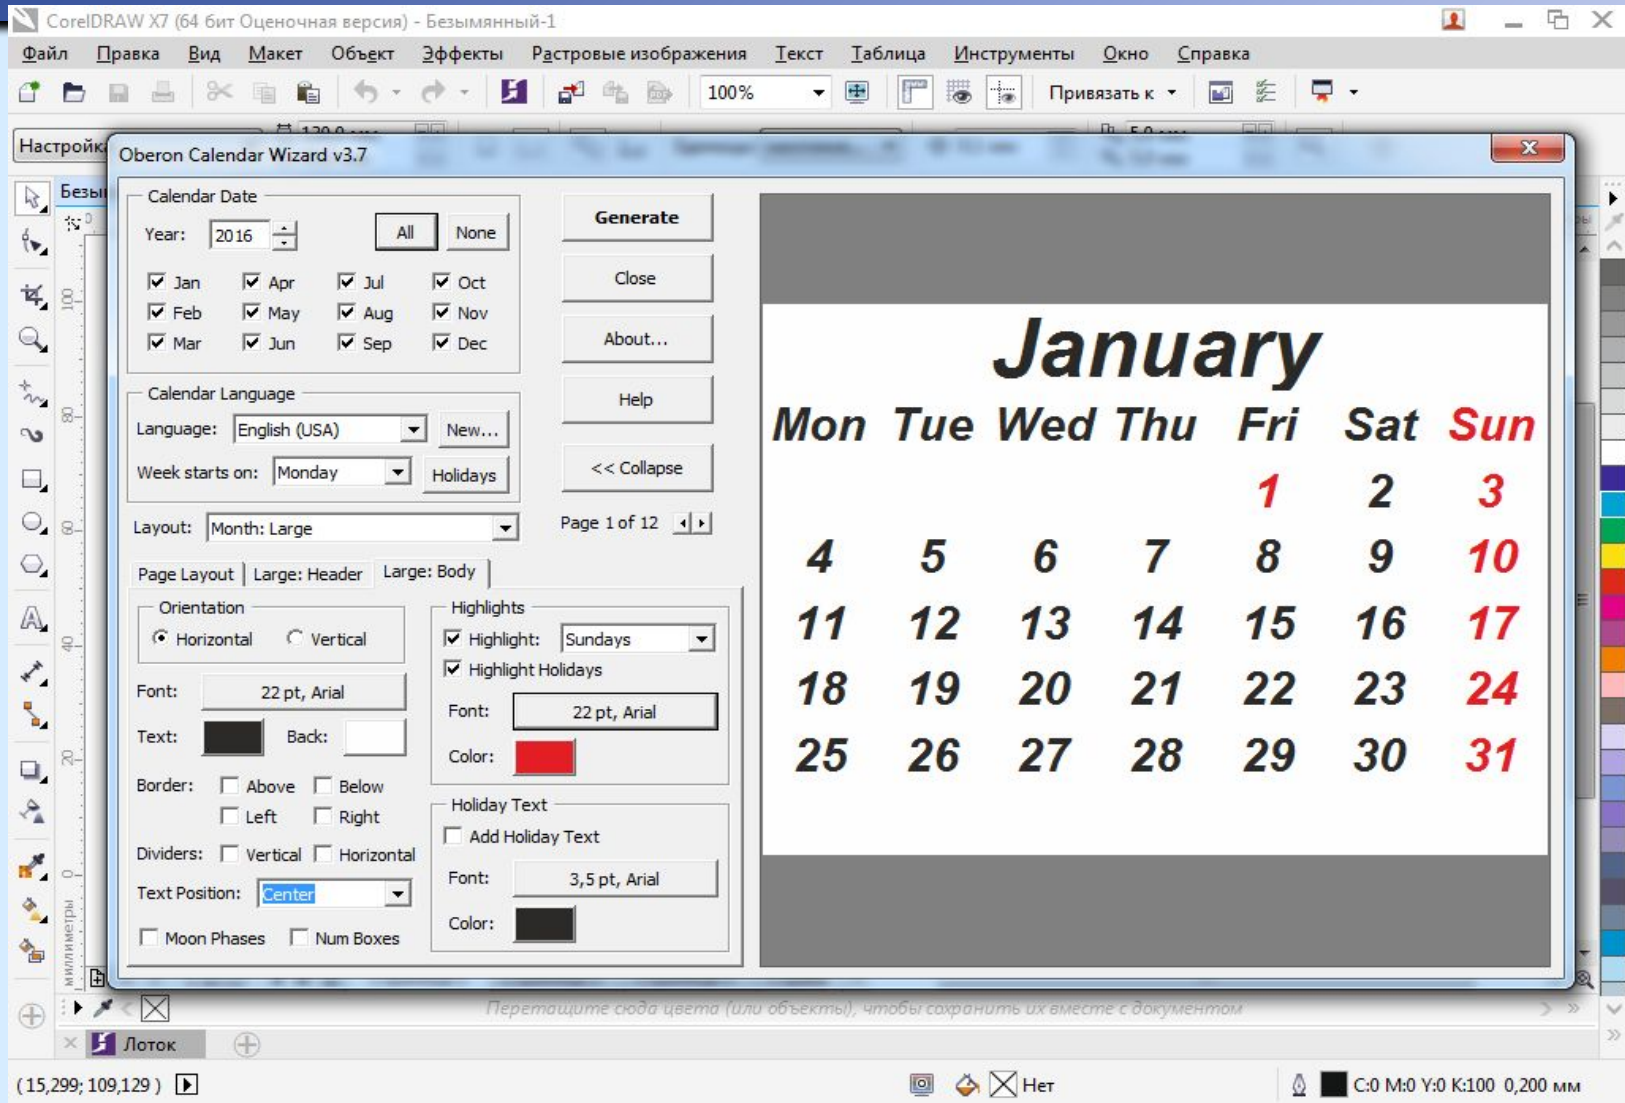 CorelDRAW X7 (64 бит Оценочная версия) - Безымянный-1
Файл Правка Вид Макет Объект Эффекты Растровые изображения Текст Таблица Инструменты Окно Справка
100% Привязать к
Настройка
Oberon Calendar Wizard v3.7
Безым
Calendar Date
Year: 2016 All None
Jan Apr Jul Oct
Feb May Aug Nov
Mar Jun Sep Dec
Calendar Language
Language: English (USA) New...
Week starts on: Monday Holidays
Layout: Month: Large
Generate
Close
About...
Help
<< Collapse
Page 1 of 12
Page Layout Large: Header Large: Body
Orientation
Horizontal Vertical
Font: 22 pt, Arial
Text: Back:
Border: Above Below
Left Right
Dividers: Vertical Horizontal
Text Position: Center
Moon Phases Num Boxes
Highlights
Highlight: Sundays
Highlight Holidays
Font: 22 pt, Arial
Color:
Holiday Text
Add Holiday Text
Font: 3,5 pt, Arial
Color:
January
Mon Tue Wed Thu Fri Sat Sun
1 2 3
4 5 6 7 8 9 10
11 12 13 14 15 16 17
18 19 20 21 22 23 24
25 26 27 28 29 30 31
100
80
60
40
20
0
миллиметры
Перетащите сюда цвета (или объекты), чтобы сохранить их вместе с документом
Лоток
( 15,299; 109,129 ) Нет C:0 M:0 Y:0 K:100 0,200 мм